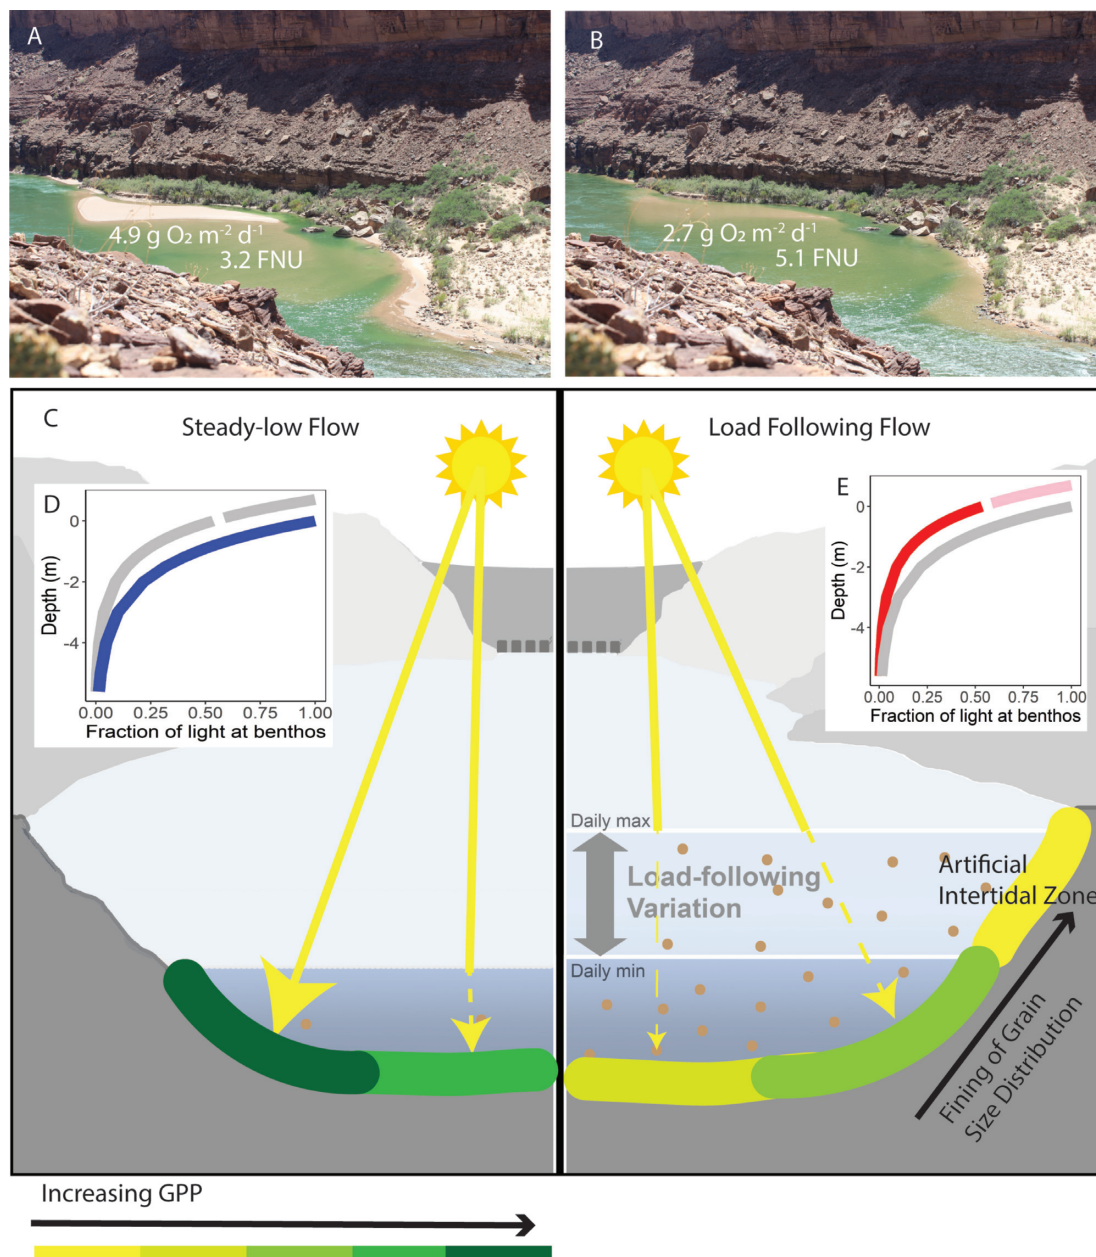 A
4.9 g O₂ m⁻² d⁻¹
3.2 FNU
B
2.7 g O₂ m⁻² d⁻¹
5.1 FNU
C
Steady-low Flow
Load Following Flow
D
0
-2
-4
Depth (m)
0.00 0.25 0.50 0.75 1.00
Fraction of light at benthos
E
0
-2
-4
Depth (m)
0.00 0.25 0.50 0.75 1.00
Fraction of light at benthos
Daily max
Load-following
Variation
Artificial
Intertidal Zone
Daily min
Fining of Grain
Size Distribution
Increasing GPP